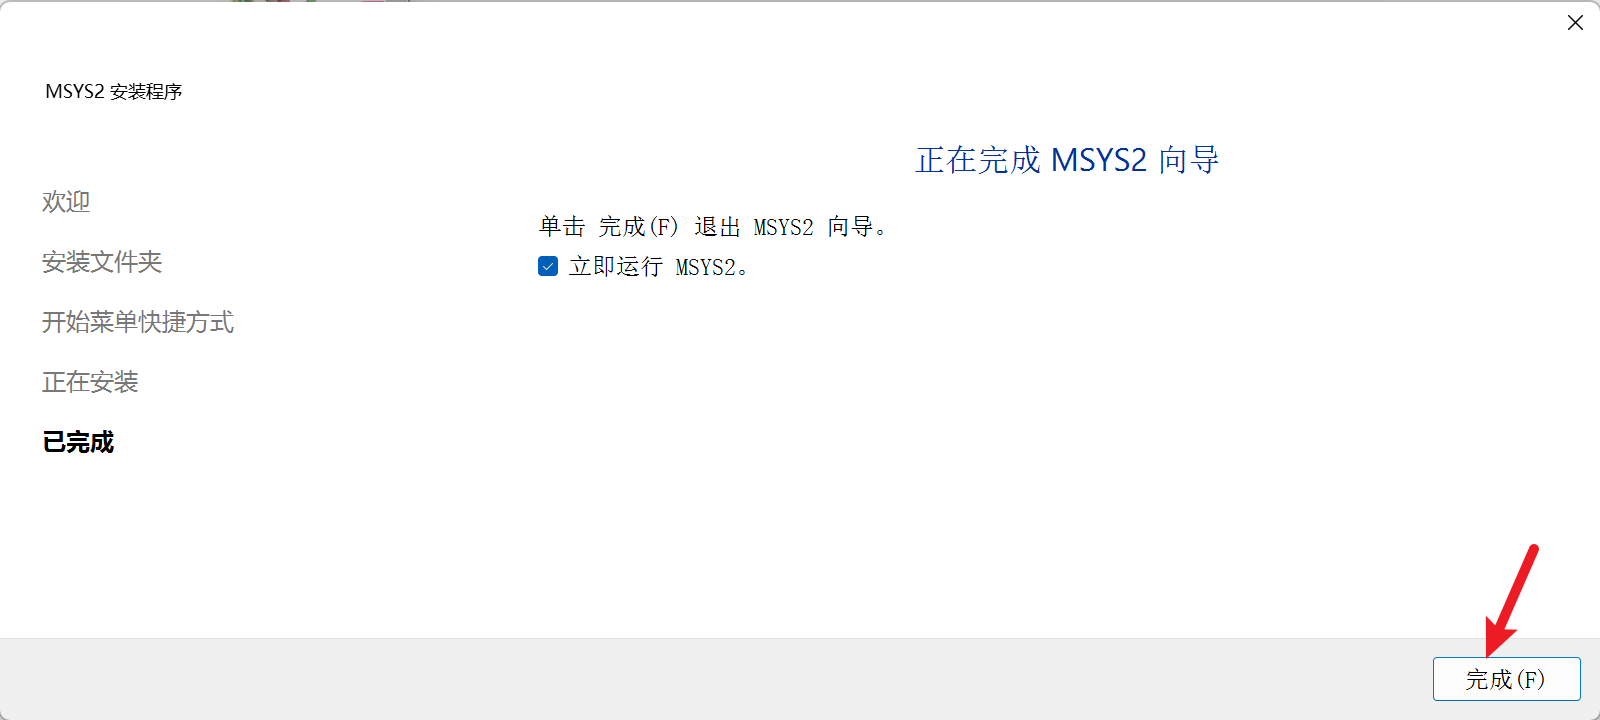 MSYS2 安装程序
正在完成 MSYS2 向导
欢迎
安装文件夹
开始菜单快捷方式
正在安装
已完成
单击 完成(F) 退出 MSYS2 向导。
立即运行 MSYS2。
完成(F)